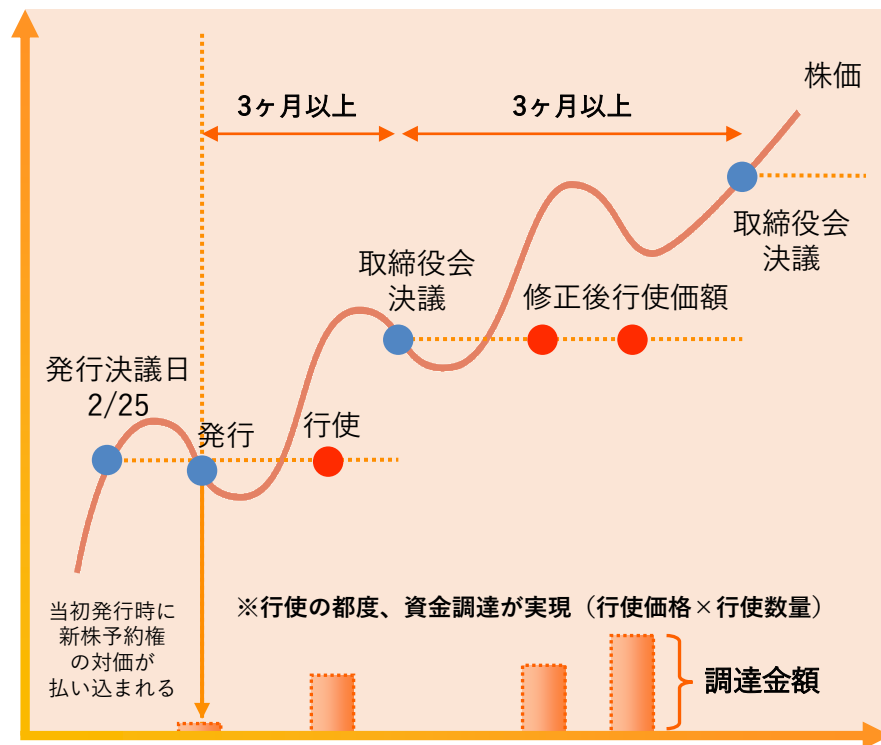 株価
3ヶ月以上
3ヶ月以上
取締役会
決議
取締役会
決議
修正後行使価額
発行決議日
2/25
発行
行使
※行使の都度、資金調達が実現（行使価格×行使数量）
当初発行時に
新株予約権
の対価が
払い込まれる
調達金額